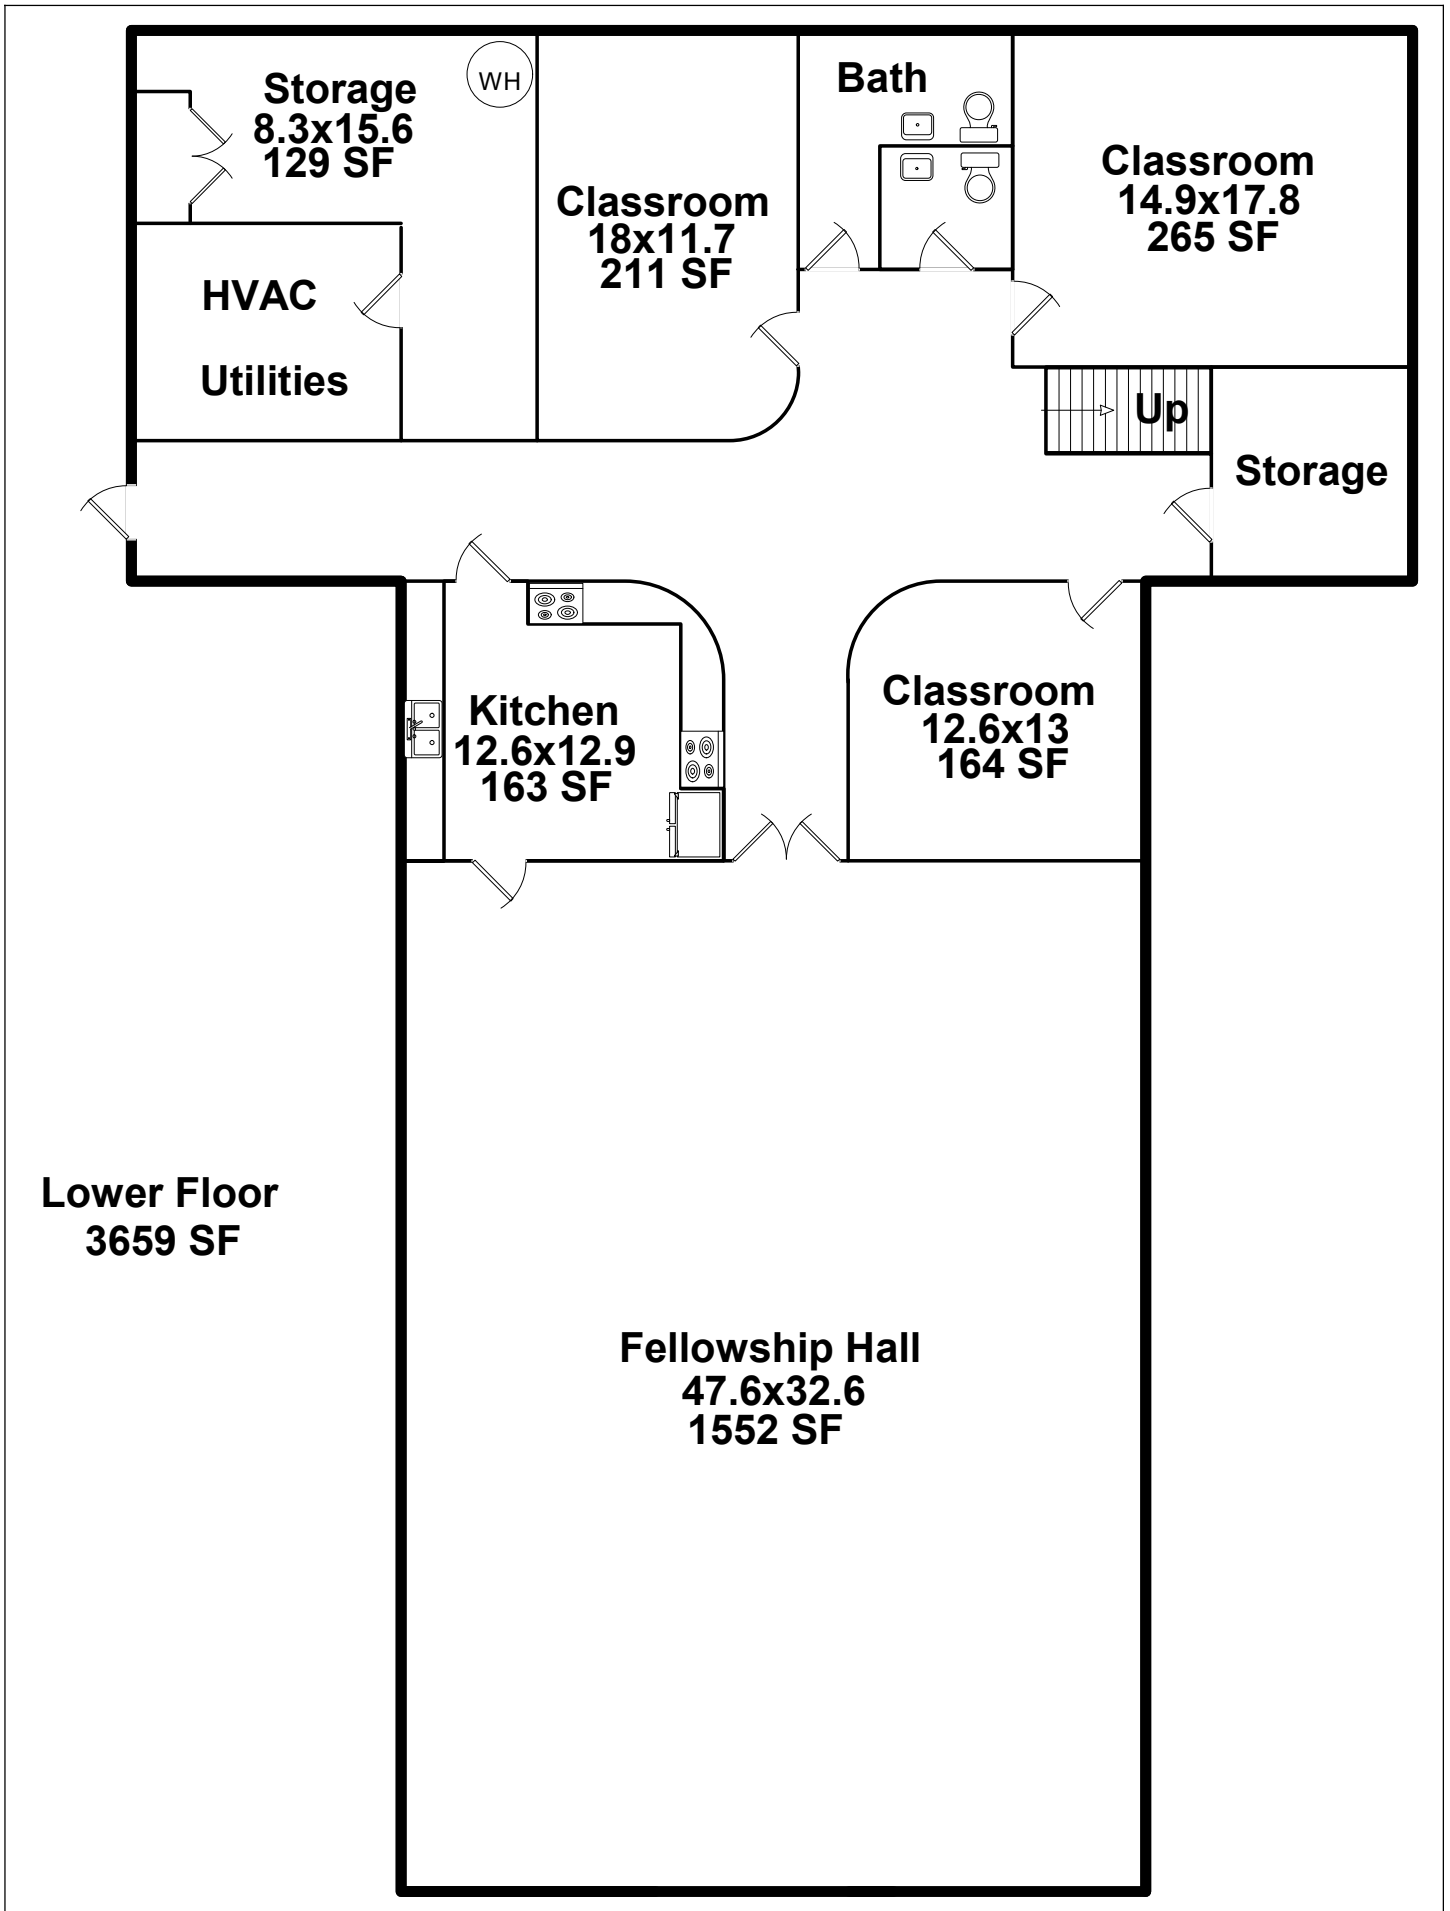 Storage
8.3x15.6
129 SF
WH
Classroom
18x11.7
211 SF
Bath
Classroom
14.9x17.8
265 SF
HVAC
Utilities
Up
Storage
Kitchen
12.6x12.9
163 SF
Classroom
12.6x13
164 SF
Lower Floor
3659 SF
Fellowship Hall
47.6x32.6
1552 SF